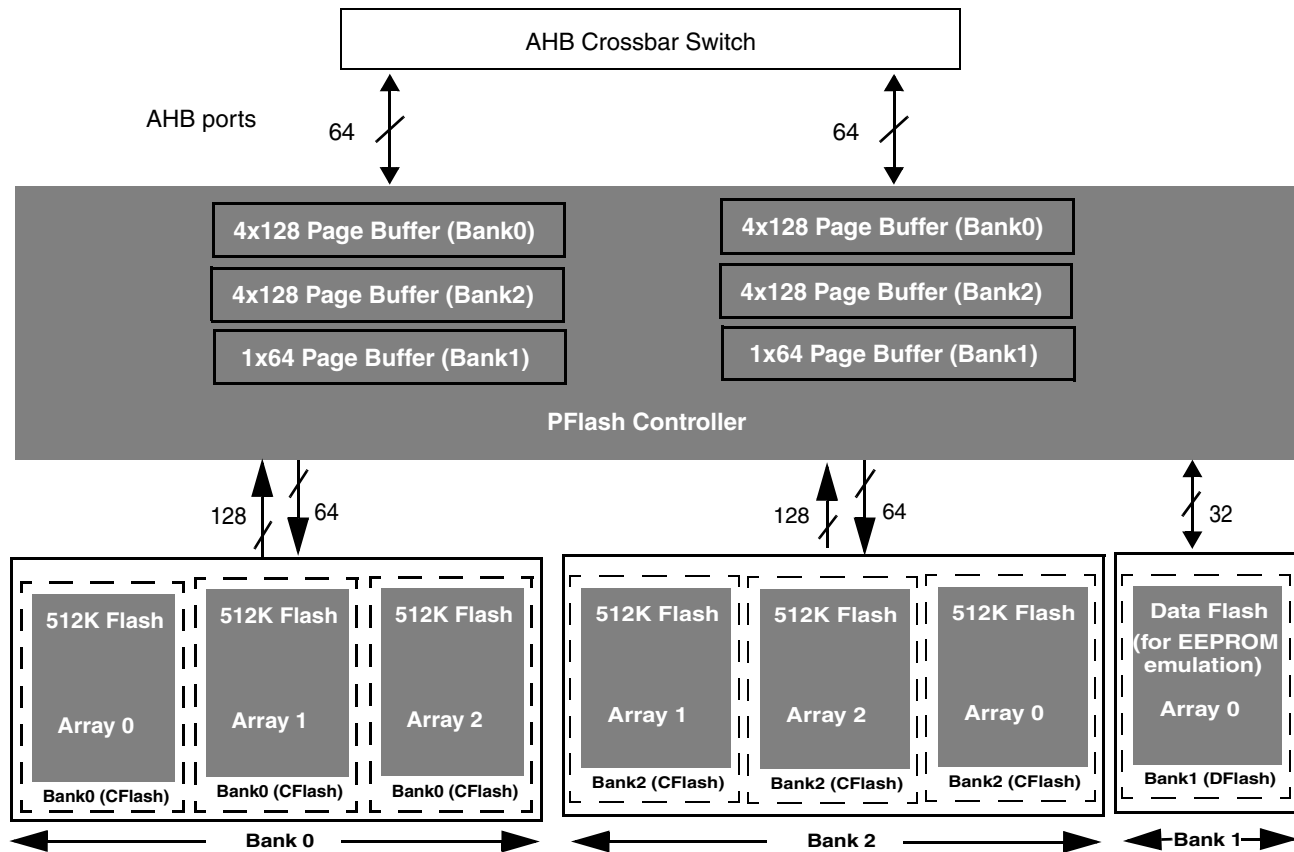 AHB Crossbar Switch
AHB ports
64
64
4x128 Page Buffer (Bank0)
4x128 Page Buffer (Bank2)
1x64 Page Buffer (Bank1)
4x128 Page Buffer (Bank0)
4x128 Page Buffer (Bank2)
1x64 Page Buffer (Bank1)
PFlash Controller
128
64
128
64
32
512K Flash
Array 0
Bank0 (CFlash)
512K Flash
Array 1
Bank0 (CFlash)
512K Flash
Array 2
Bank0 (CFlash)
512K Flash
Array 1
Bank2 (CFlash)
512K Flash
Array 2
Bank2 (CFlash)
512K Flash
Array 0
Bank2 (CFlash)
Data Flash
(for EEPROM
emulation)
Array 0
Bank1 (DFlash)
Bank 0
Bank 2
Bank 1